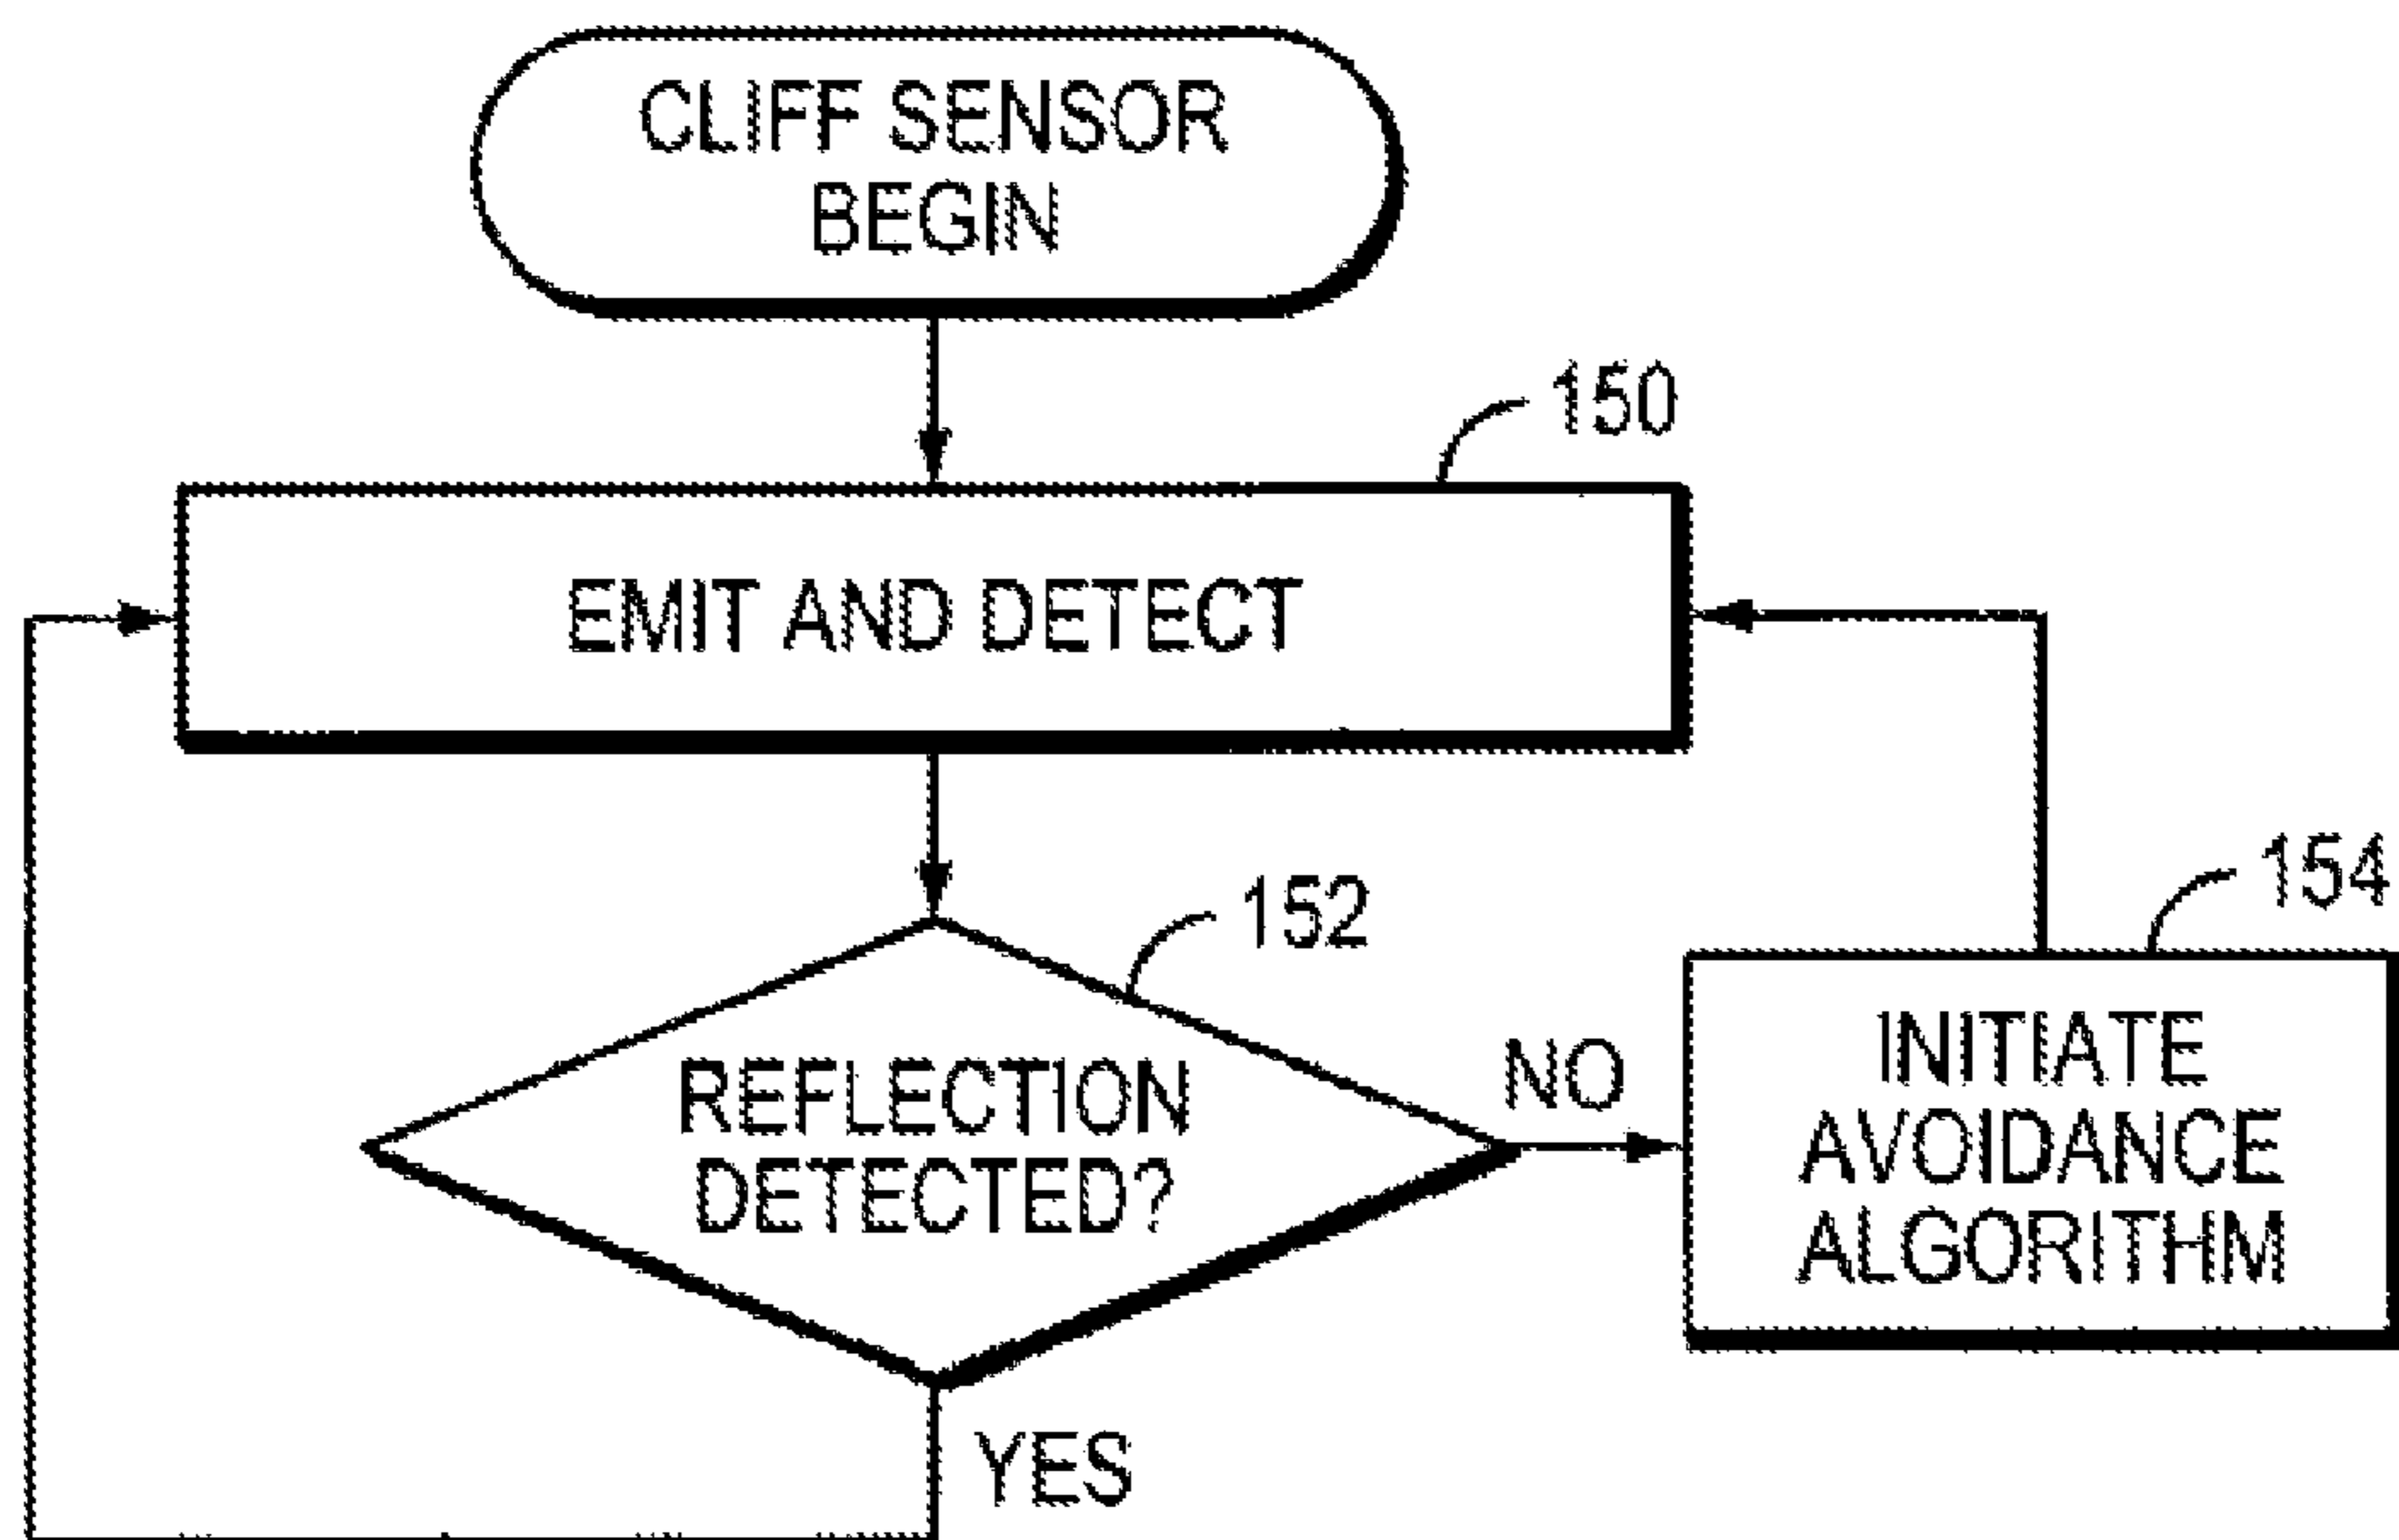 CLIFF SENSOR
BEGIN
150
EMIT AND DETECT
152
154
REFLECTION
DETECTED?
NO
INITIATE
AVOIDANCE
ALGORITHM
YES